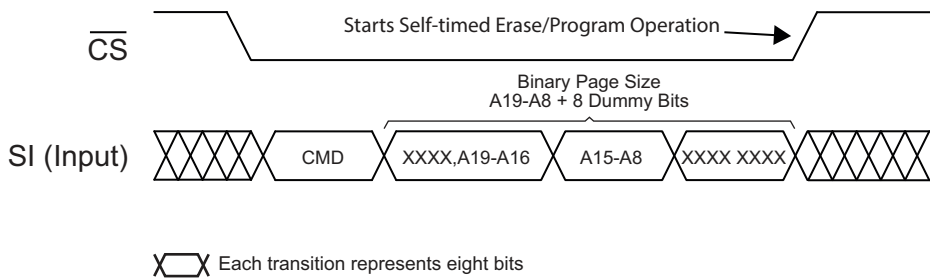 Starts Self-timed Erase/Program Operation
CS
Binary Page Size
A19-A8 + 8 Dummy Bits
SI (Input)
CMD
XXXX,A19-A16
A15-A8
XXXX XXXX
Each transition represents eight bits